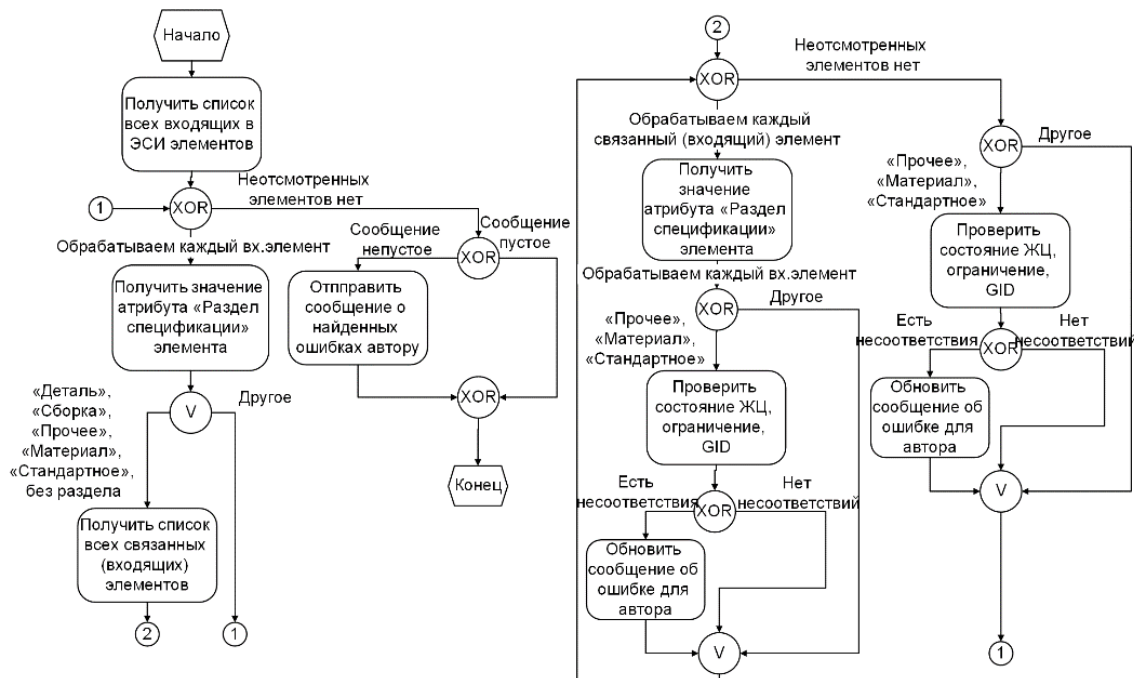 Начало
Получить список
всех входящих в
ЭСИ элементов
1
XOR
Неотсмотренных
элементов нет
Обрабатываем каждый вх.элемент
Получить значение
атрибута «Раздел
спецификации»
элемента
V
«Деталь»,
«Сборка»,
«Прочее»,
«Материал»,
«Стандартное»,
без раздела
Другое
Получить список
всех связанных
(входящих)
элементов
2
1
Сообщение
непустое
Сообщение
пустое
XOR
Отпправить
сообщение о
найденных
ошибках автору
XOR
Конец
2
XOR
Неотсмотренных
элементов нет
Обрабатываем каждый
связанный (входящий) элемент
Получить
значение
атрибута «Раздел
спецификации»
элемента
Обрабатываем каждый вх.элемент
XOR
Другое
«Прочее»,
«Материал»,
«Стандартное»
Проверить
состояние ЖЦ,
ограничение,
GID
Есть
несоответствия
XOR
Нет
несоответствий
Обновить
сообщение об
ошибке для
автора
V
XOR
Другое
«Прочее»,
«Материал»,
«Стандартное»
Проверить
состояние ЖЦ,
ограничение,
GID
Есть
несоответствия
XOR
Нет
несоответствий
Обновить
сообщение об
ошибке для
автора
V
1